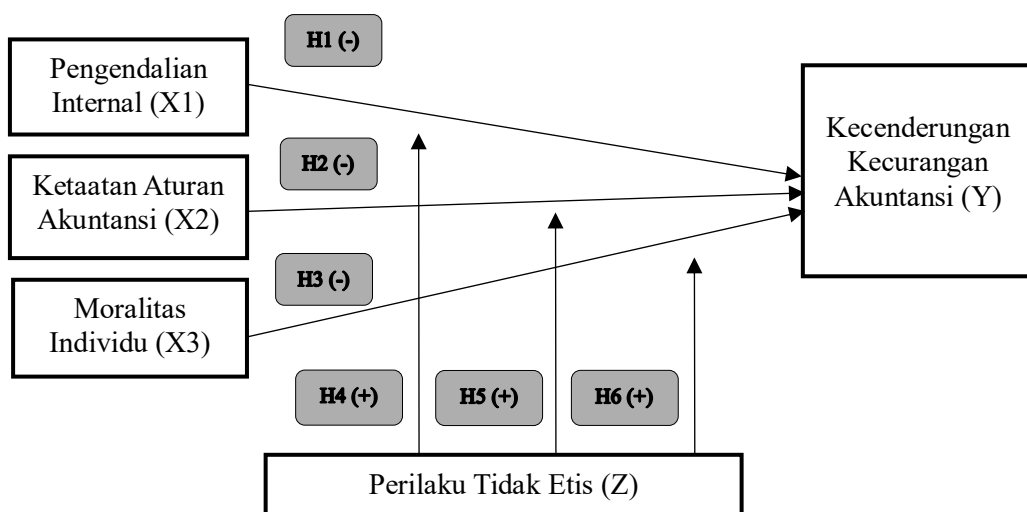 H1 (-)
Pengendalian
Internal (X1)
H2 (-)
Ketaatan Aturan
Akuntansi (X2)
H3 (-)
Moralitas
Individu (X3)
Kecenderungan
Kecurangan
Akuntansi (Y)
H4 (+)
H5 (+)
H6 (+)
Perilaku Tidak Etis (Z)